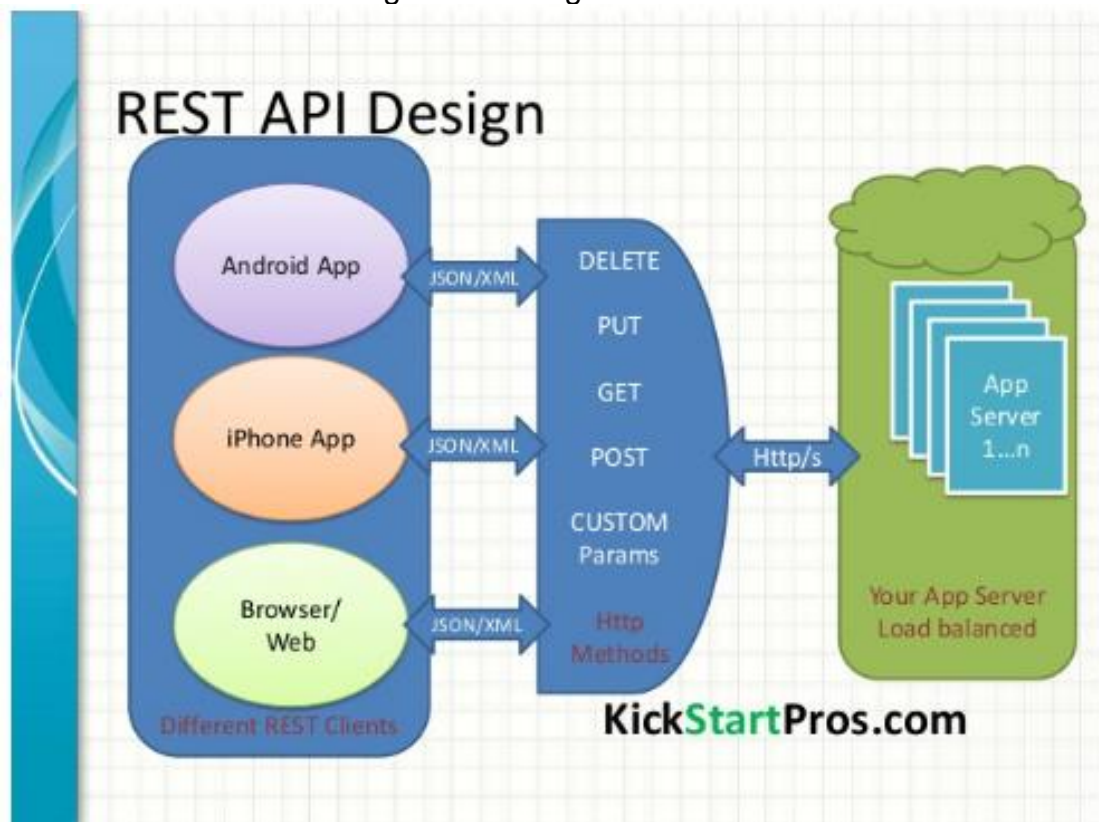 REST API Design
Android App
JSON/XML
iPhone App
JSON/XML
Browser/
Web
JSON/XML
Different REST Clients
DELETE
PUT
GET
POST
CUSTOM
Params
Http
Methods
Http/s
App
Server
1...n
Your App Server
Load balanced
KickStartPros.com